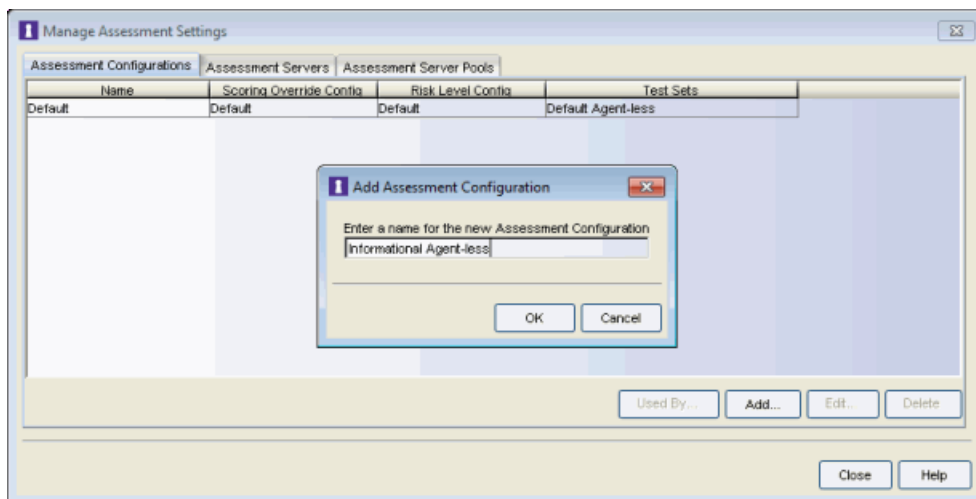 Manage Assessment Settings
Assessment Configurations Assessment Servers Assessment Server Pools
Name Scoring Override Config Risk Level Config Test Sets
Default Default Default Default Agent-less
Add Assessment Configuration
Enter a name for the new Assessment Configuration
Informational Agent-less
OK Cancel
Used By... Add... Edit.. Delete
Close Help